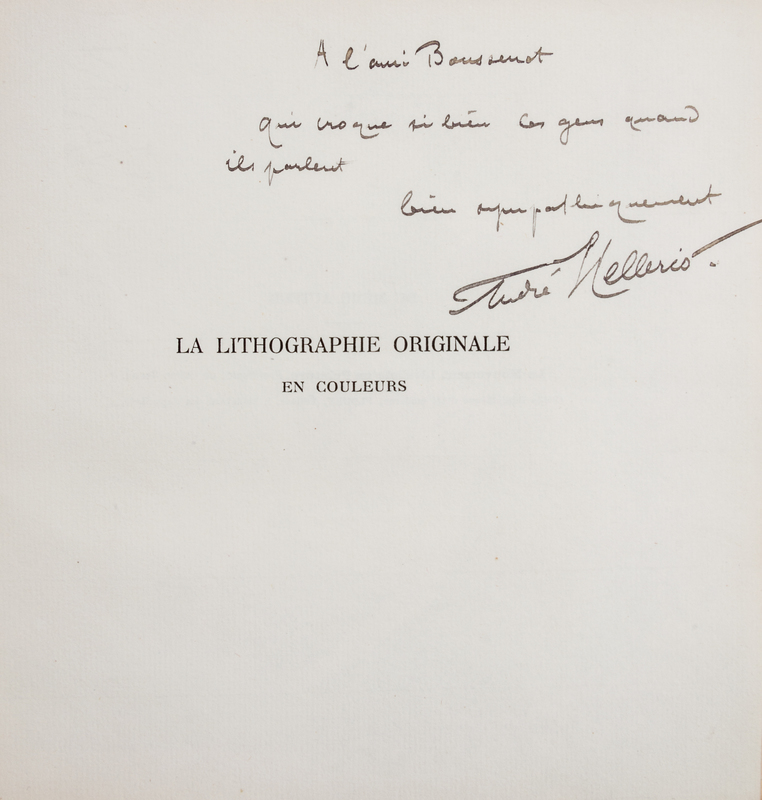 A l'ami Boussenot
qui croque si bien les gens quand
ils parlent
bien sympathiquement
André Mellerio.
LA LITHOGRAPHIE ORIGINALE
EN COULEURS